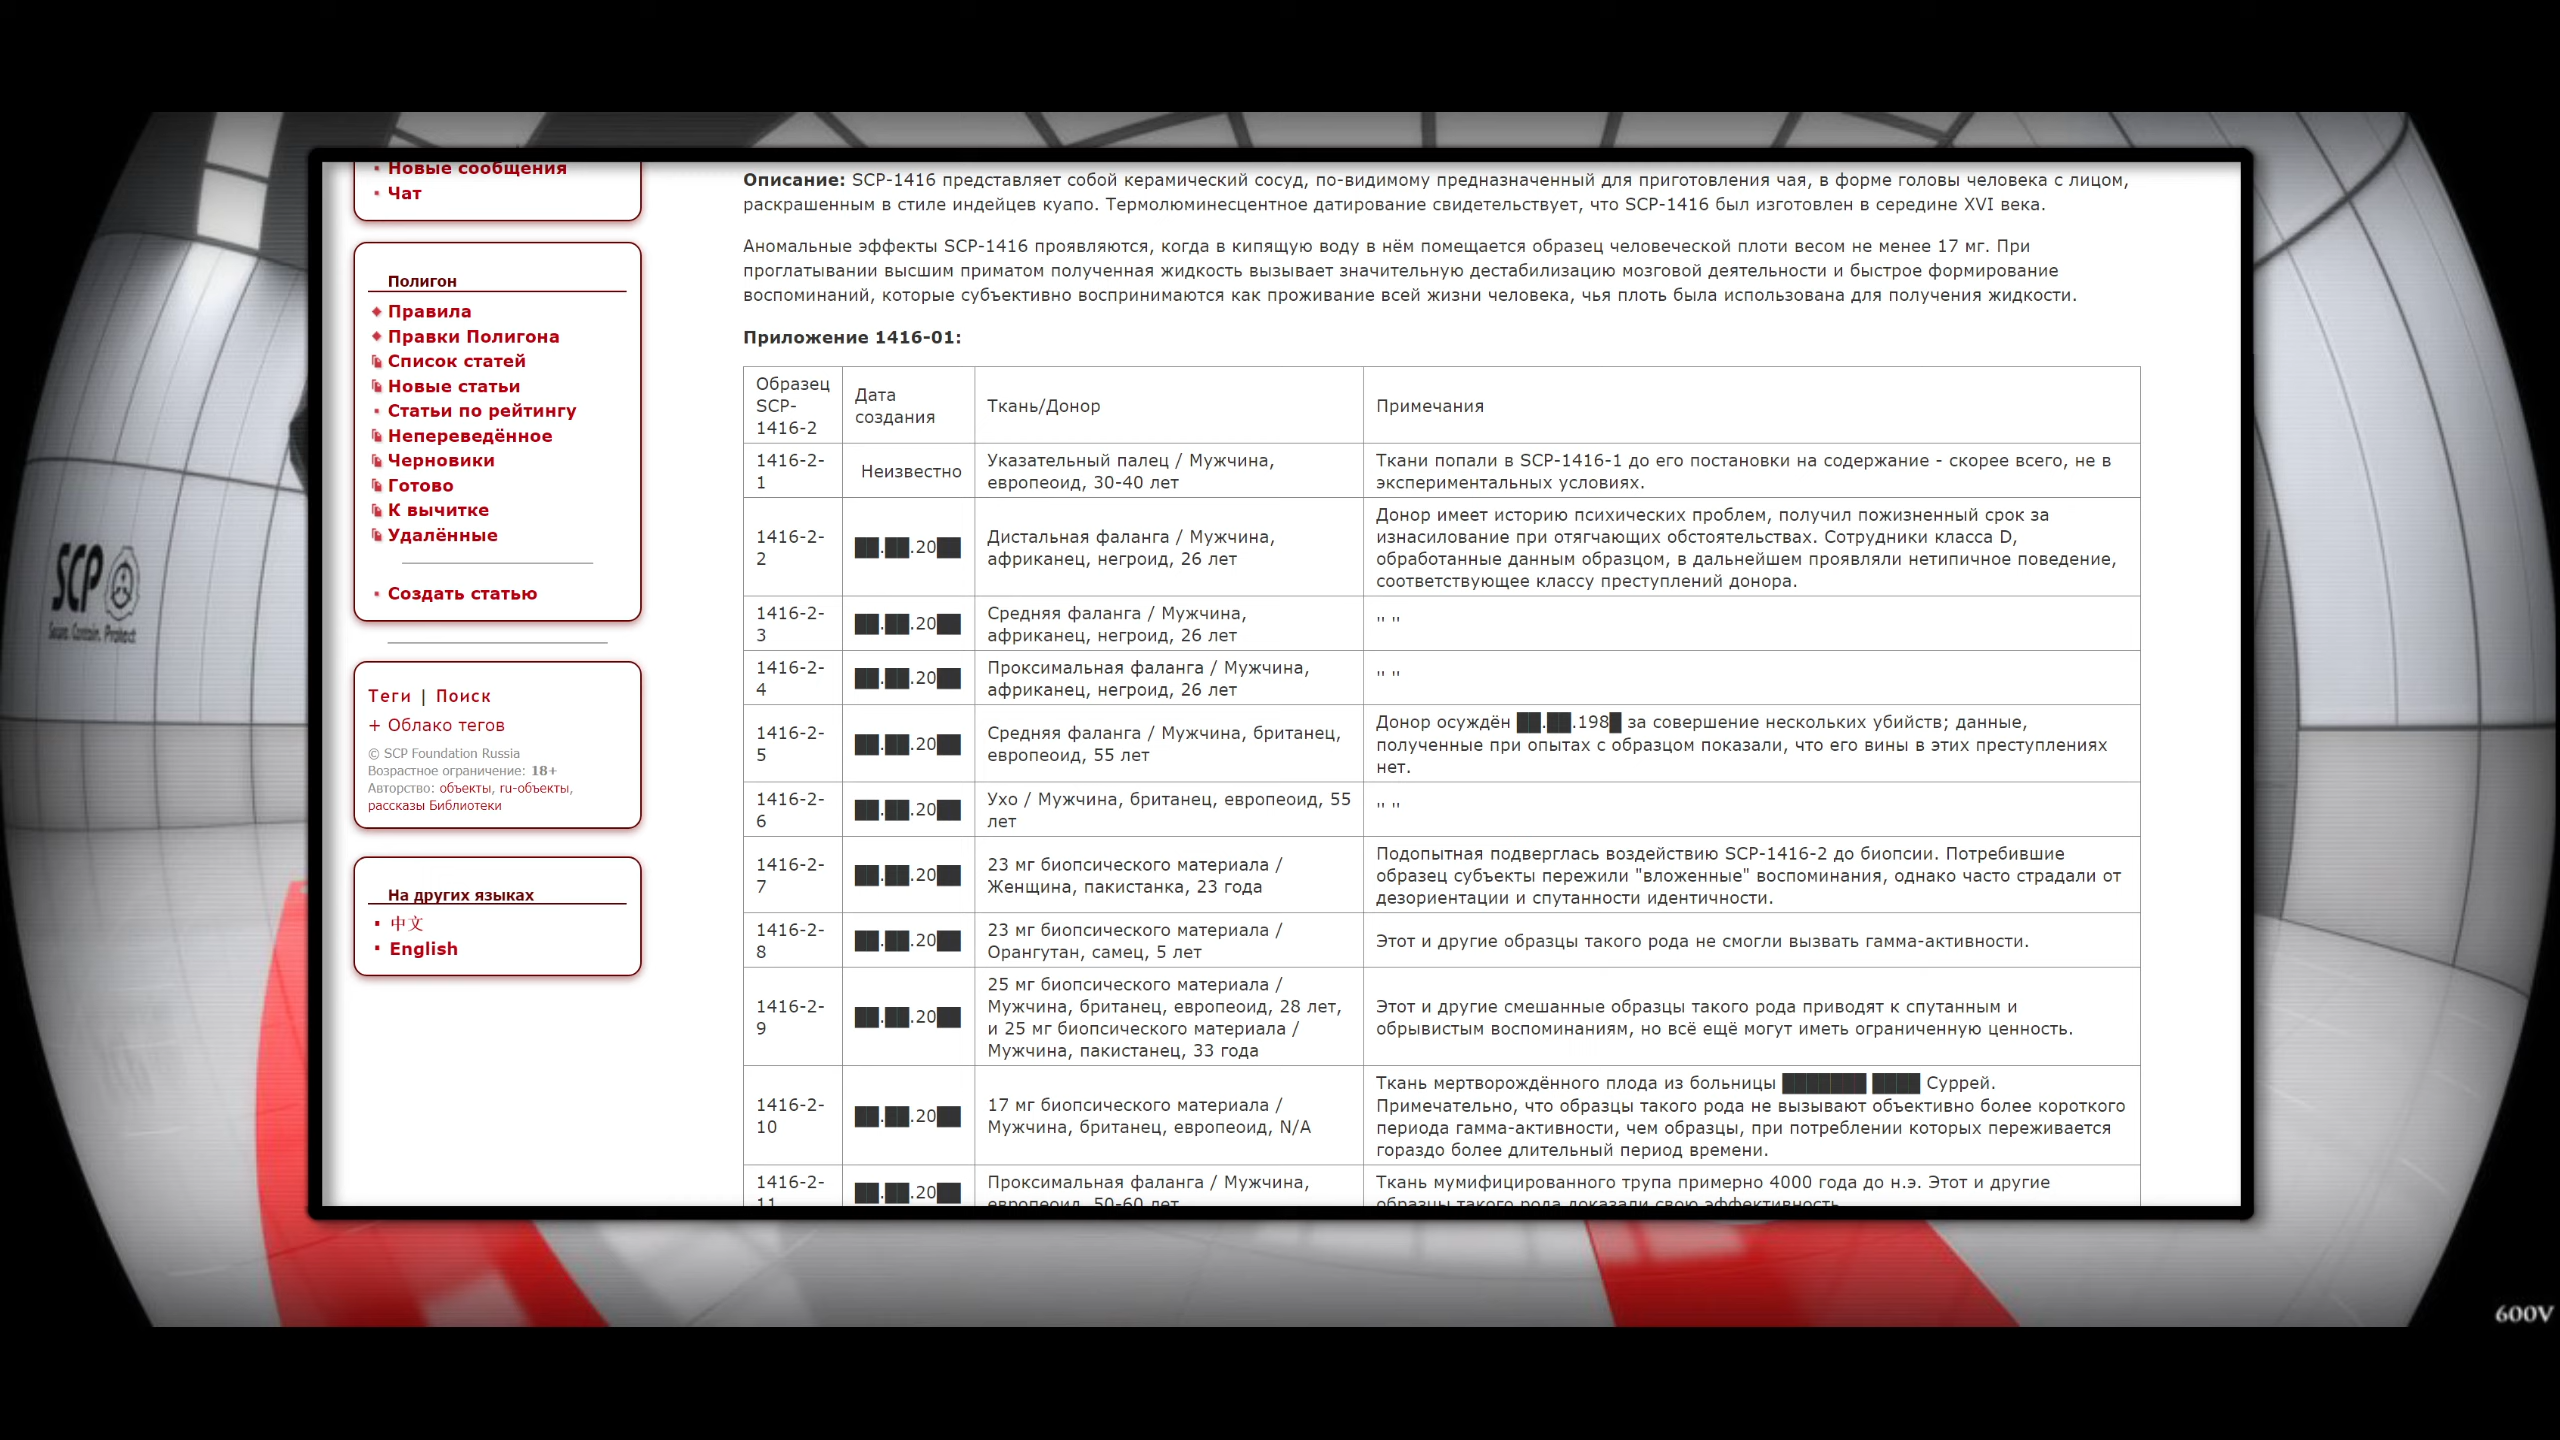 Новые сообщения
Чат
Полигон
Правила
Правки Полигона
Список статей
Новые статьи
Статьи по рейтингу
Непереведённое
Черновики
Готово
К вычитке
Удалённые
Создать статью
Теги | Поиск
+ Облако тегов
© SCP Foundation Russia
Возрастное ограничение: 18+
Авторство: объекты, ru-объекты,
рассказы Библиотеки
На других языках
中文
English
SCP
Secure. Contain. Protect
Описание: SCP-1416 представляет собой керамический сосуд, по-видимому предназначенный для приготовления чая, в форме головы человека с лицом,
раскрашенным в стиле индейцев куапо. Термолюминесцентное датирование свидетельствует, что SCP-1416 был изготовлен в середине XVI века.
Аномальные эффекты SCP-1416 проявляются, когда в кипящую воду в нём помещается образец человеческой плоти весом не менее 17 мг. При
проглатывании высшим приматом полученная жидкость вызывает значительную дестабилизацию мозговой деятельности и быстрое формирование
воспоминаний, которые субъективно воспринимаются как проживание всей жизни человека, чья плоть была использована для получения жидкости.
Приложение 1416-01:
Образец
SCP-
1416-2
Дата
создания
Ткань/Донор
Примечания
1416-2-
1
Неизвестно
Указательный палец / Мужчина,
европеоид, 30-40 лет
Ткани попали в SCP-1416-1 до его постановки на содержание - скорее всего, не в
экспериментальных условиях.
1416-2-
2
██.██.20██
Дистальная фаланга / Мужчина,
африканец, негроид, 26 лет
Донор имеет историю психических проблем, получил пожизненный срок за
изнасилование при отягчающих обстоятельствах. Сотрудники класса D,
обработанные данным образцом, в дальнейшем проявляли нетипичное поведение,
соответствующее классу преступлений донора.
1416-2-
3
██.██.20██
Средняя фаланга / Мужчина,
африканец, негроид, 26 лет
" "
1416-2-
4
██.██.20██
Проксимальная фаланга / Мужчина,
африканец, негроид, 26 лет
" "
1416-2-
5
██.██.20██
Средняя фаланга / Мужчина, британец,
европеоид, 55 лет
Донор осуждён ██.██.198█ за совершение нескольких убийств; данные,
полученные при опытах с образцом показали, что его вины в этих преступлениях
нет.
1416-2-
6
██.██.20██
Ухо / Мужчина, британец, европеоид, 55
лет
" "
1416-2-
7
██.██.20██
23 мг биопсического материала /
Женщина, пакистанка, 23 года
Подопытная подверглась воздействию SCP-1416-2 до биопсии. Потребившие
образец субъекты пережили "вложенные" воспоминания, однако часто страдали от
дезориентации и спутанности идентичности.
1416-2-
8
██.██.20██
23 мг биопсического материала /
Орангутан, самец, 5 лет
Этот и другие образцы такого рода не смогли вызвать гамма-активности.
1416-2-
9
██.██.20██
25 мг биопсического материала /
Мужчина, британец, европеоид, 28 лет,
и 25 мг биопсического материала /
Мужчина, пакистанец, 33 года
Этот и другие смешанные образцы такого рода приводят к спутанным и
обрывистым воспоминаниям, но всё ещё могут иметь ограниченную ценность.
1416-2-
10
██.██.20██
17 мг биопсического материала /
Мужчина, британец, европеоид, N/A
Ткань мертворождённого плода из больницы ███████ ████ Суррей.
Примечательно, что образцы такого рода не вызывают объективно более короткого
периода гамма-активности, чем образцы, при потреблении которых переживается
гораздо более длительный период времени.
1416-2-
11
██.██.20██
Проксимальная фаланга / Мужчина,
европеоид, 50-60 лет
Ткань мумифицированного трупа примерно 4000 года до н.э. Этот и другие
образцы такого рода доказали свою эффективность.
600V